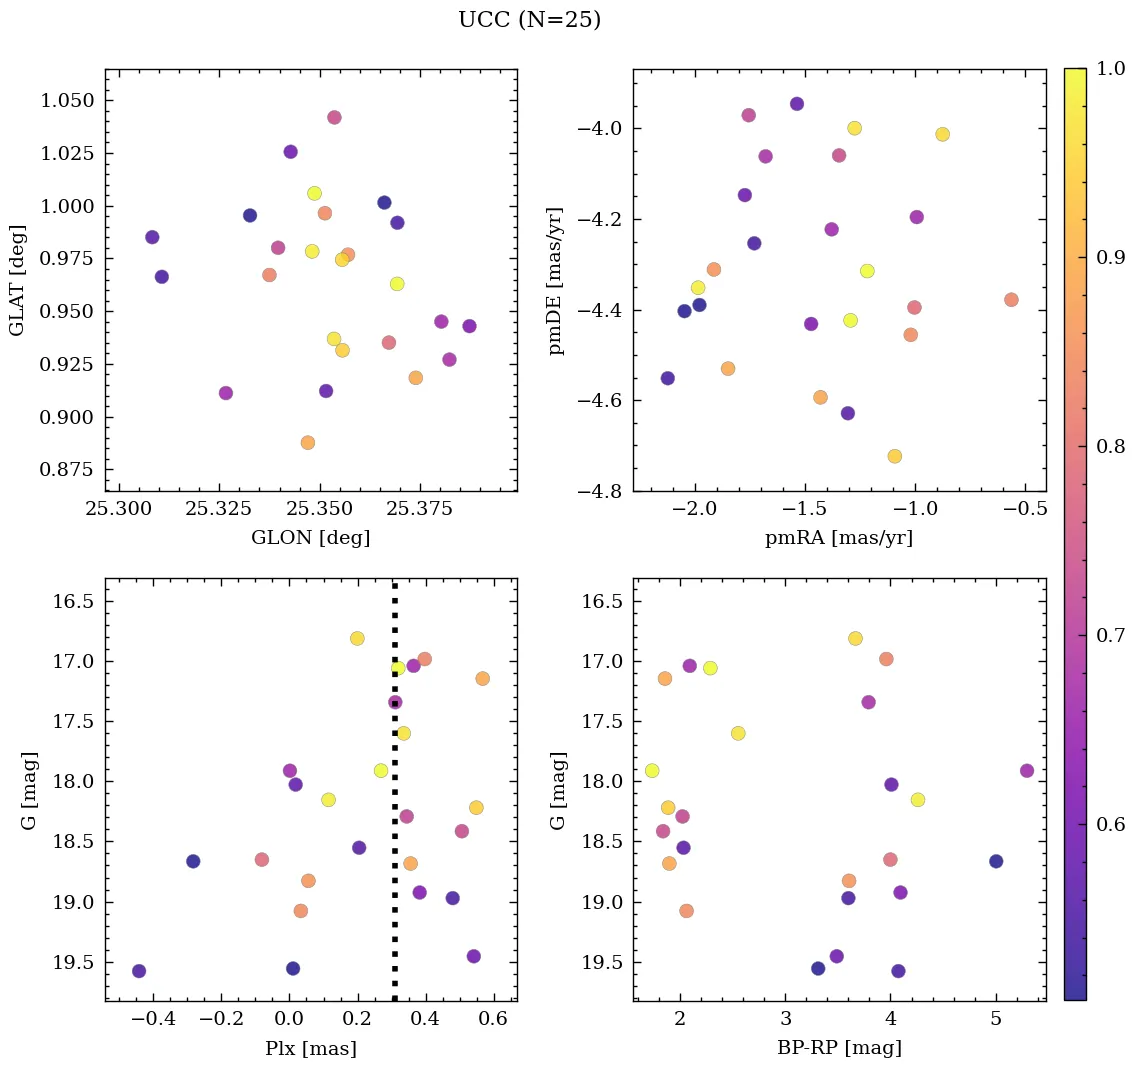 UCC (N=25)
1.050
1.025
1.000
0.975
0.950
0.925
0.900
0.875
GLAT [deg]
25.300 25.325 25.350 25.375
GLON [deg]
−4.0
−4.2
−4.4
−4.6
−4.8
pmDE [mas/yr]
−2.0 −1.5 −1.0 −0.5
pmRA [mas/yr]
1.0
0.9
0.8
0.7
0.6
16.5
17.0
17.5
18.0
18.5
19.0
19.5
G [mag]
−0.4 −0.2 0.0 0.2 0.4 0.6
Plx [mas]
16.5
17.0
17.5
18.0
18.5
19.0
19.5
G [mag]
2 3 4 5
BP-RP [mag]